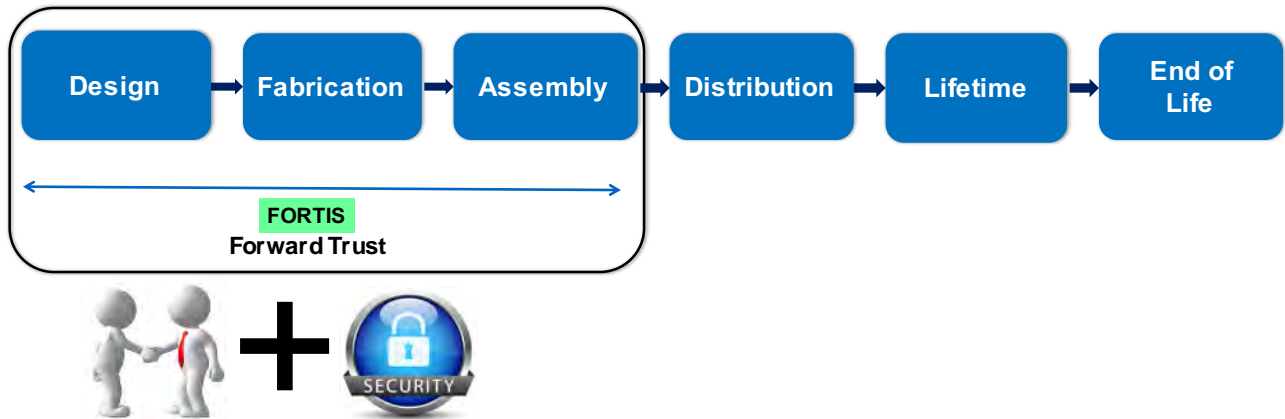 Design
Fabrication
Assembly
Distribution
Lifetime
End of
Life
FORTIS
Forward Trust
SECURITY